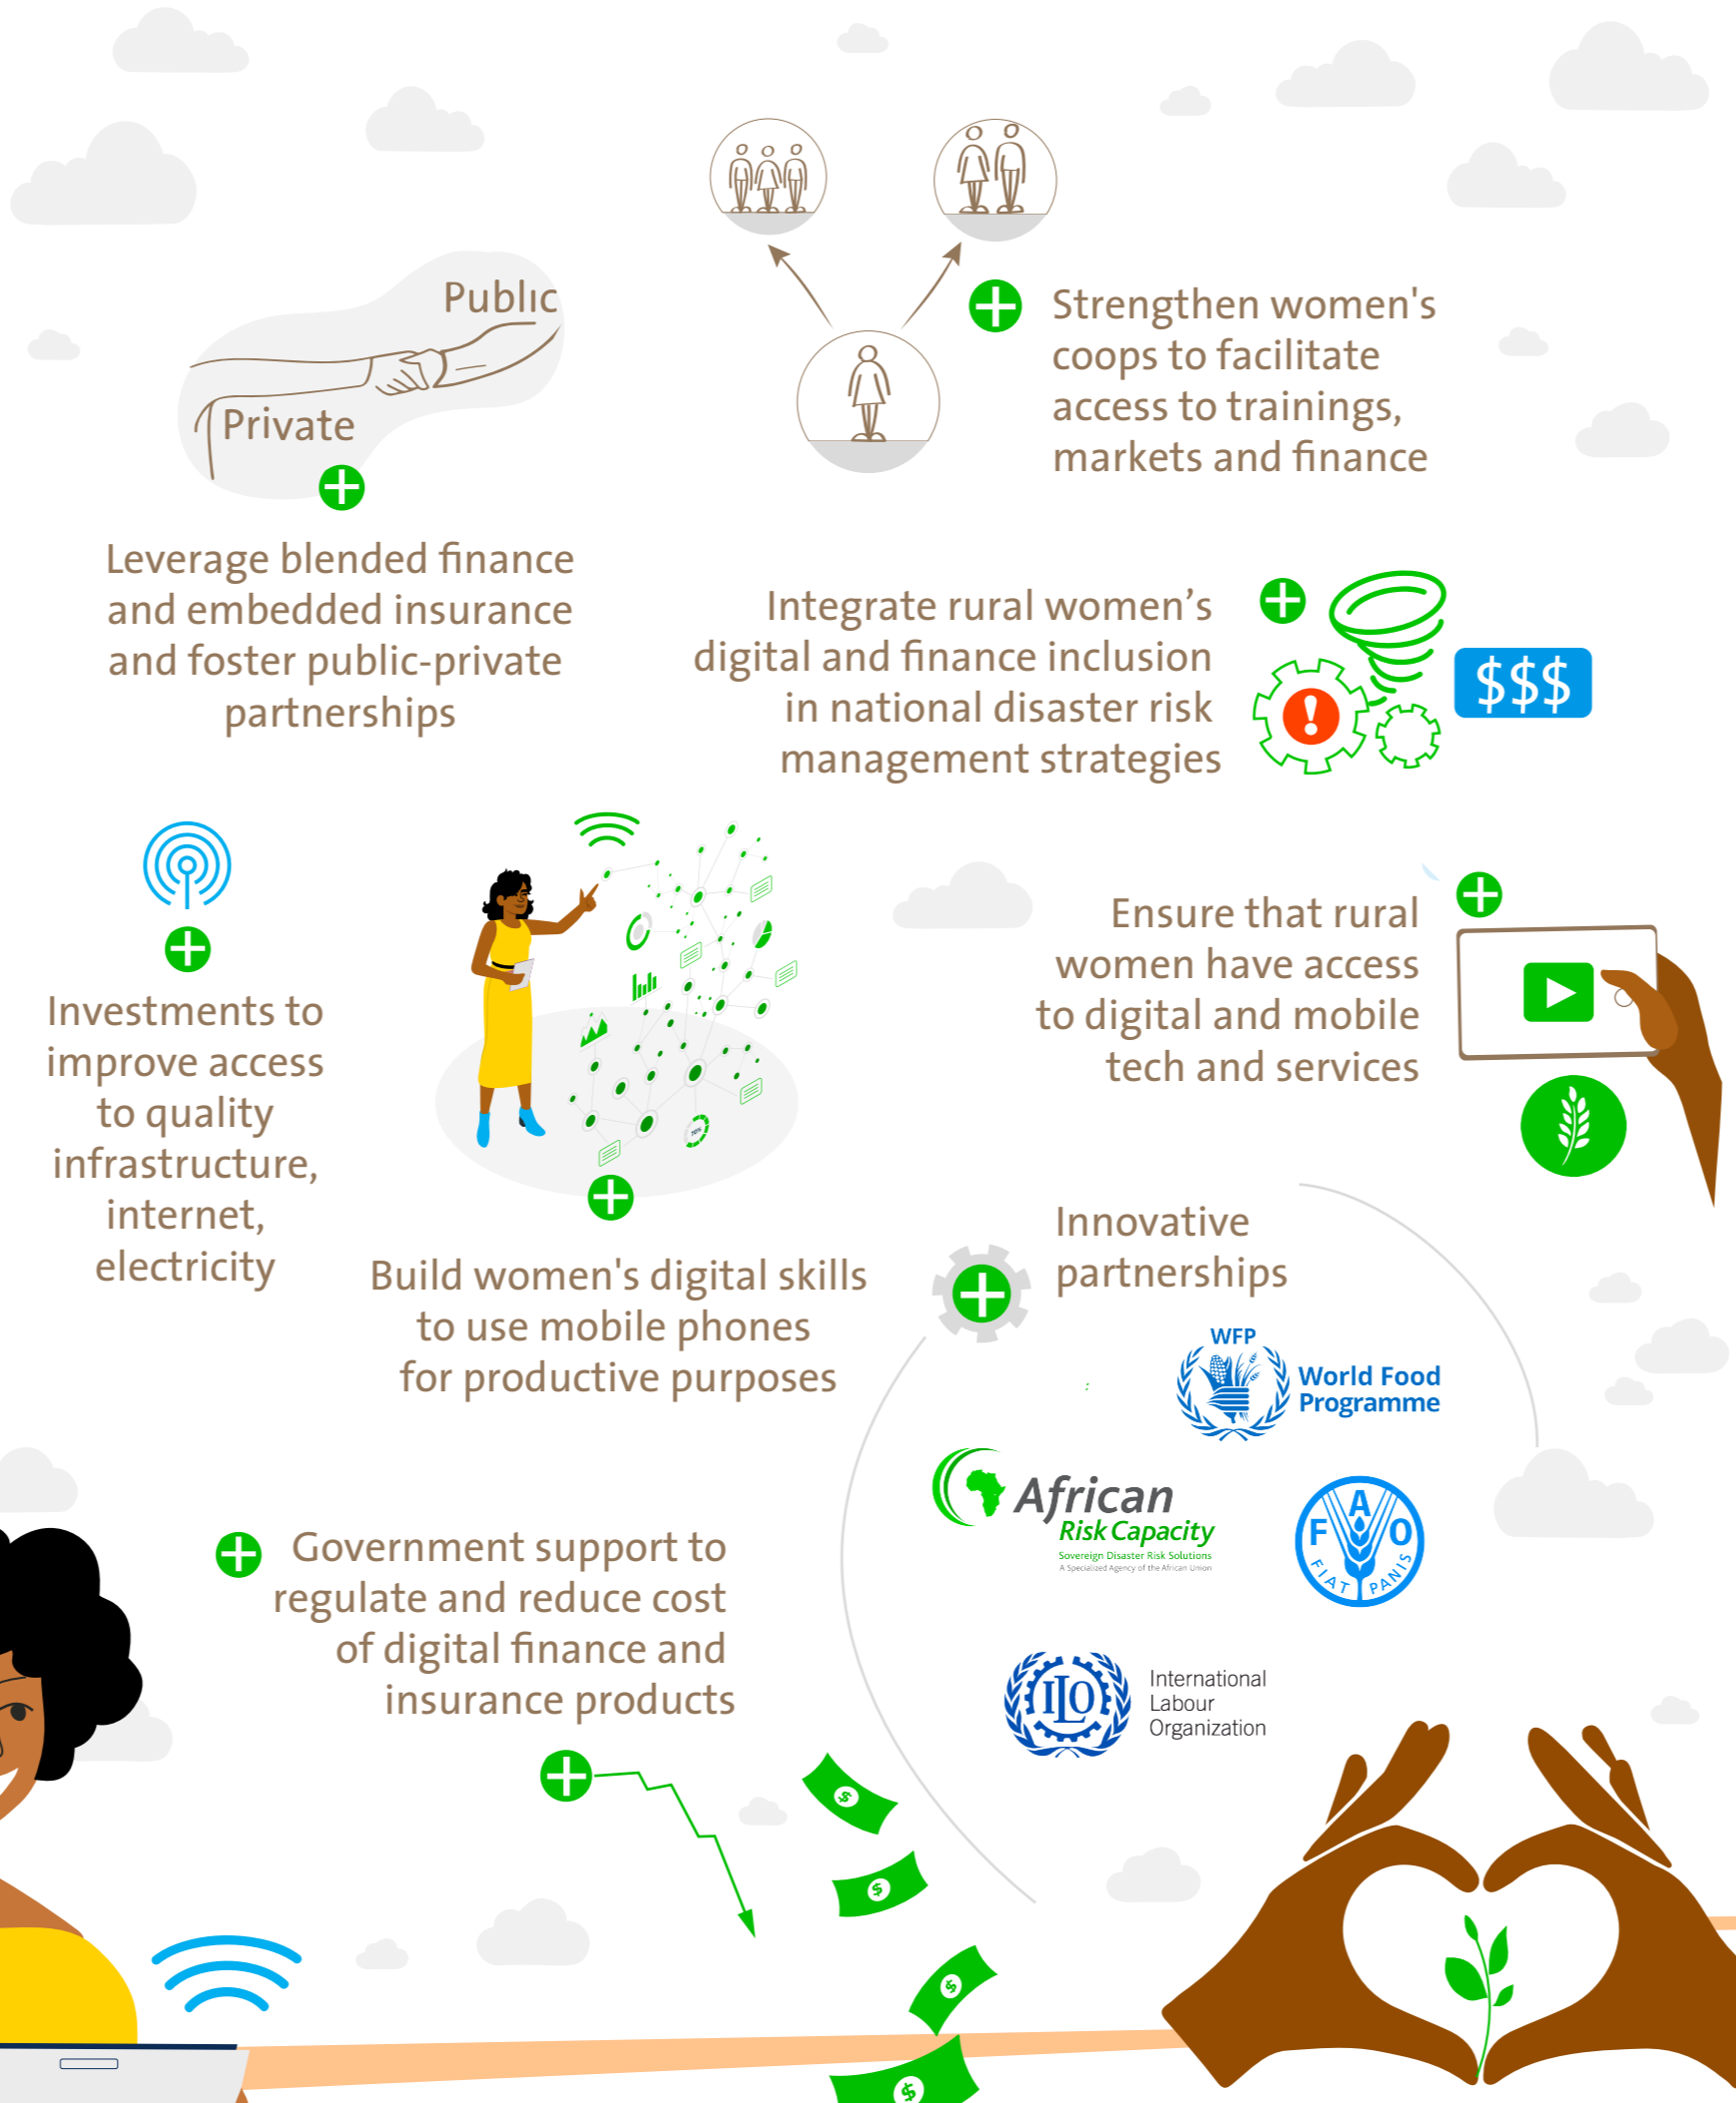 Public
Private
Leverage blended finance
and embedded insurance
and foster public-private
partnerships
Strengthen women's
coops to facilitate
access to trainings,
markets and finance
Integrate rural women’s
digital and finance inclusion
in national disaster risk
management strategies
$$$
Investments to
improve access
to quality
infrastructure,
internet,
electricity
Build women's digital skills
to use mobile phones
for productive purposes
Ensure that rural
women have access
to digital and mobile
tech and services
Innovative
partnerships
WFP
World Food
Programme
African
Risk Capacity
Sovereign Disaster Risk Solutions
A Specialized Agency of the African Union
FAO
FIAT PANIS
ILO
International
Labour
Organization
Government support to
regulate and reduce cost
of digital finance and
insurance products
$
$
$
$